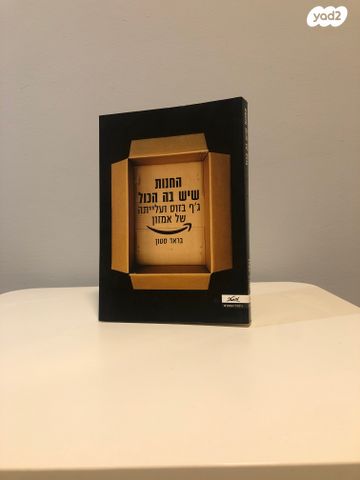 yad2
החנות
שיש בה הכול
ג'ף בזוס ועלייתה
של אמזון
בראד סטון